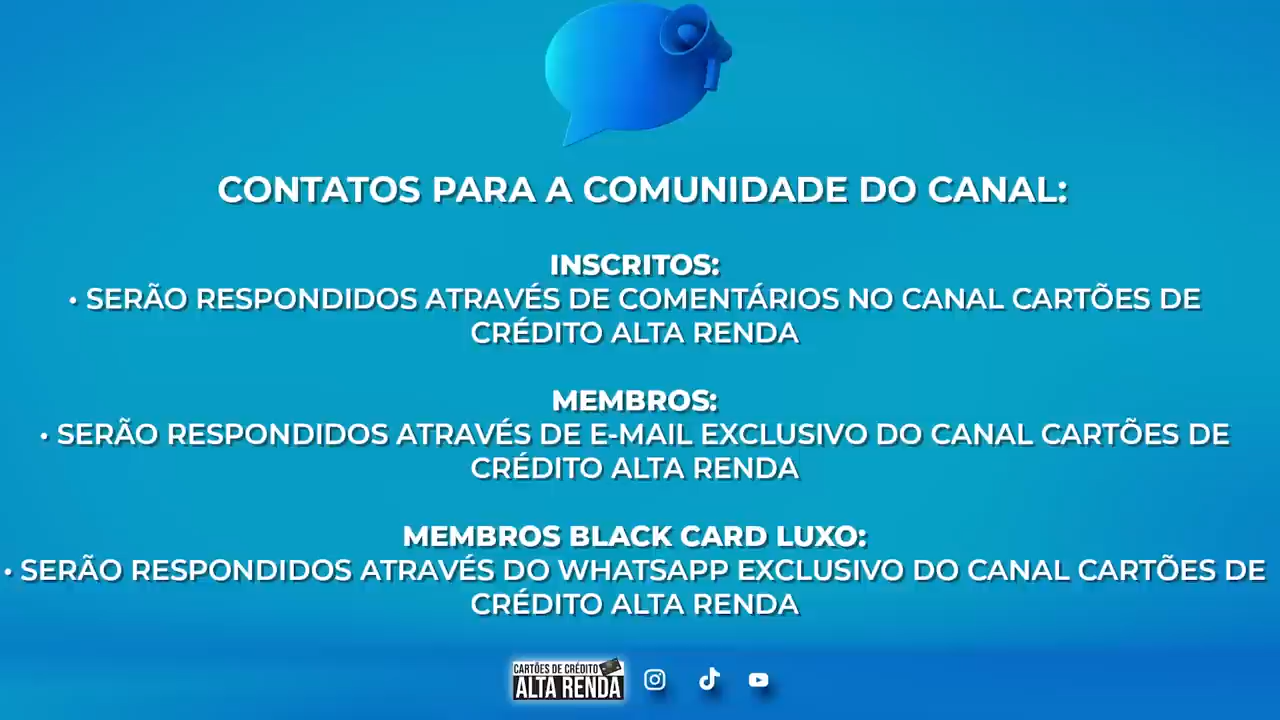 CONTATOS PARA A COMUNIDADE DO CANAL:
INSCRITOS:
• SERÃO RESPONDIDOS ATRAVÉS DE COMENTÁRIOS NO CANAL CARTÕES DE
CRÉDITO ALTA RENDA
MEMBROS:
• SERÃO RESPONDIDOS ATRAVÉS DE E-MAIL EXCLUSIVO DO CANAL CARTÕES DE
CRÉDITO ALTA RENDA
MEMBROS BLACK CARD LUXO:
• SERÃO RESPONDIDOS ATRAVÉS DO WHATSAPP EXCLUSIVO DO CANAL CARTÕES DE
CRÉDITO ALTA RENDA
CARTÕES DE CRÉDITO
ALTA RENDA